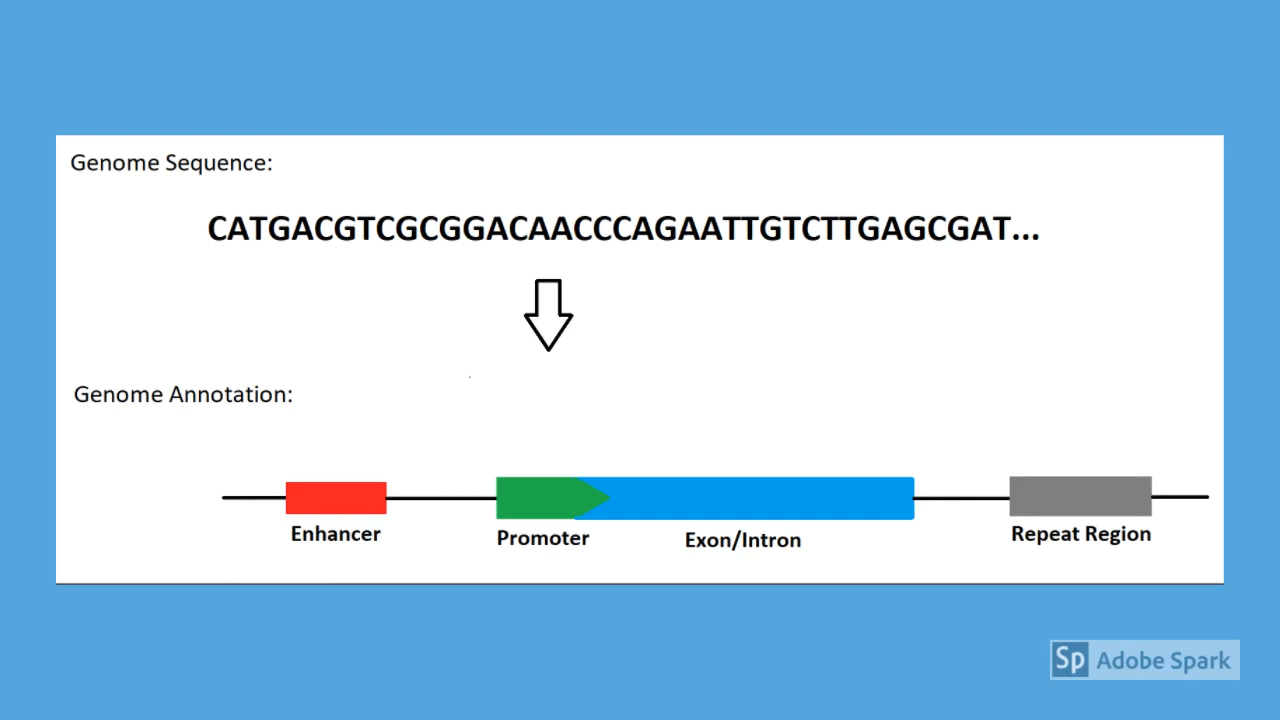 Genome Sequence:
CATGACGTCGCGGACAACCCAGAATTGTCTTGAGCGAT...
Genome Annotation:
Enhancer
Promoter
Exon/Intron
Repeat Region
Sp Adobe Spark